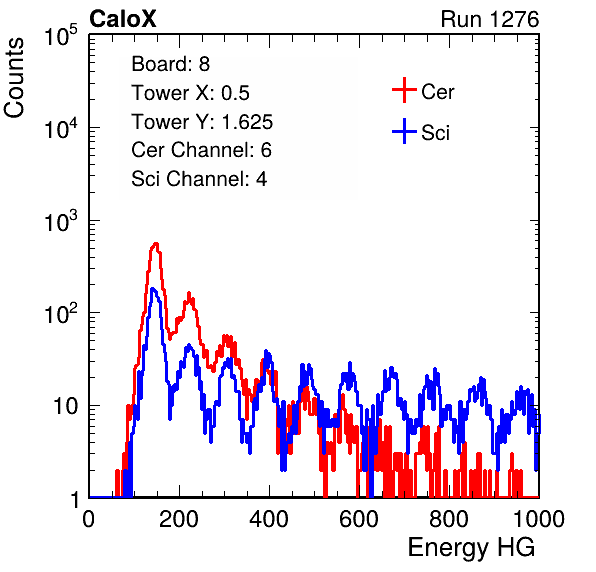 CaloX Run 1276
Board: 8
Tower X: 0.5
Tower Y: 1.625
Cer Channel: 6
Sci Channel: 4
Cer
Sci
Counts
10^5
10^4
10^3
10^2
10
1
0 200 400 600 800 1000
Energy HG